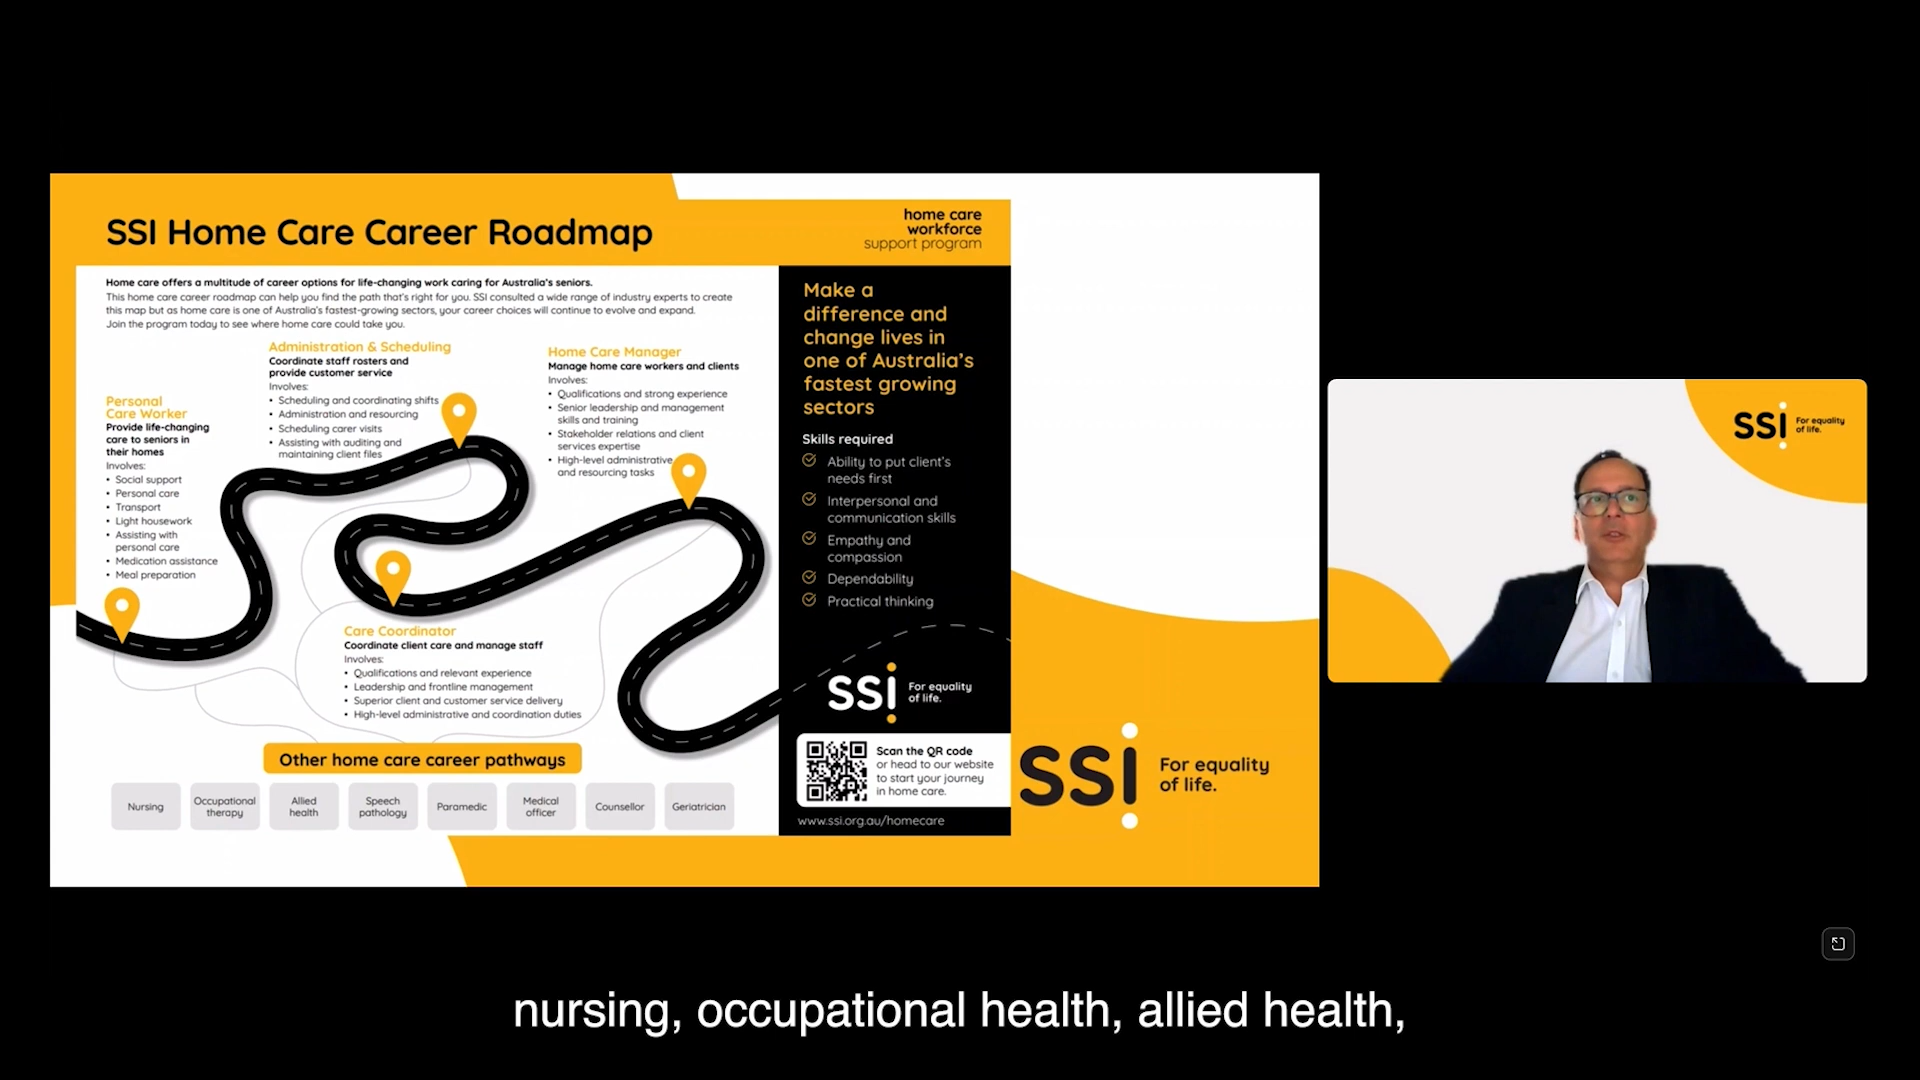 SSI Home Care Career Roadmap
home care
workforce
support program
Home care offers a multitude of career options for life-changing work caring for Australia's seniors.
This home care career roadmap can help you find the path that's right for you. SSI consulted a wide range of industry experts to create
this map but as home care is one of Australia's fastest-growing sectors, your career choices will continue to evolve and expand.
Join the program today to see where home care could take you.
Personal
Care Worker
Provide life-changing
care to seniors in
their homes
Involves:
• Social support
• Personal care
• Transport
• Light housework
• Assisting with
personal care
• Medication assistance
• Meal preparation
Administration & Scheduling
Coordinate staff rosters and
provide customer service
Involves:
• Scheduling and coordinating shifts
• Administration and resourcing
• Scheduling carer visits
• Assisting with auditing and
maintaining client files
Home Care Manager
Manage home care workers and clients
Involves:
• Qualifications and strong experience
• Senior leadership and management
skills and training
• Stakeholder relations and client
services expertise
• High-level administrative
and resourcing tasks
Care Coordinator
Coordinate client care and manage staff
Involves:
• Qualifications and relevant experience
• Leadership and frontline management
• Superior client and customer service delivery
• High-level administrative and coordination duties
Other home care career pathways
Nursing
Occupational
therapy
Allied
health
Speech
pathology
Paramedic
Medical
officer
Counsellor
Geriatrician
Make a
difference and
change lives in
one of Australia's
fastest growing
sectors
Skills required
Ability to put client's
needs first
Interpersonal and
communication skills
Empathy and
compassion
Dependability
Practical thinking
SSI For equality
of life.
Scan the QR code
or head to our website
to start your journey
in home care.
www.ssi.org.au/homecare
SSI For equality
of life.
SSI For equality
of life.
nursing, occupational health, allied health,